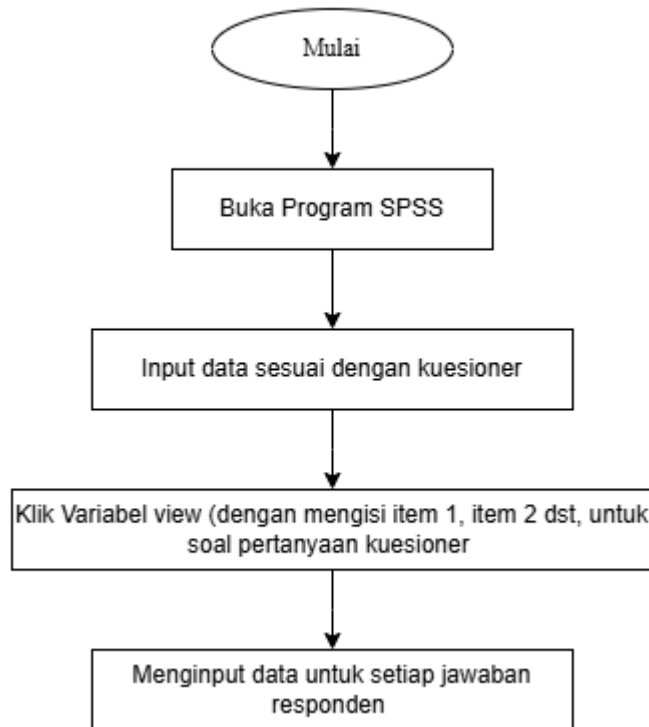 Mulai
Buka Program SPSS
Input data sesuai dengan kuesioner
Klik Variabel view (dengan mengisi item 1, item 2 dst, untuk
soal pertanyaan kuesioner
Menginput data untuk setiap jawaban
responden